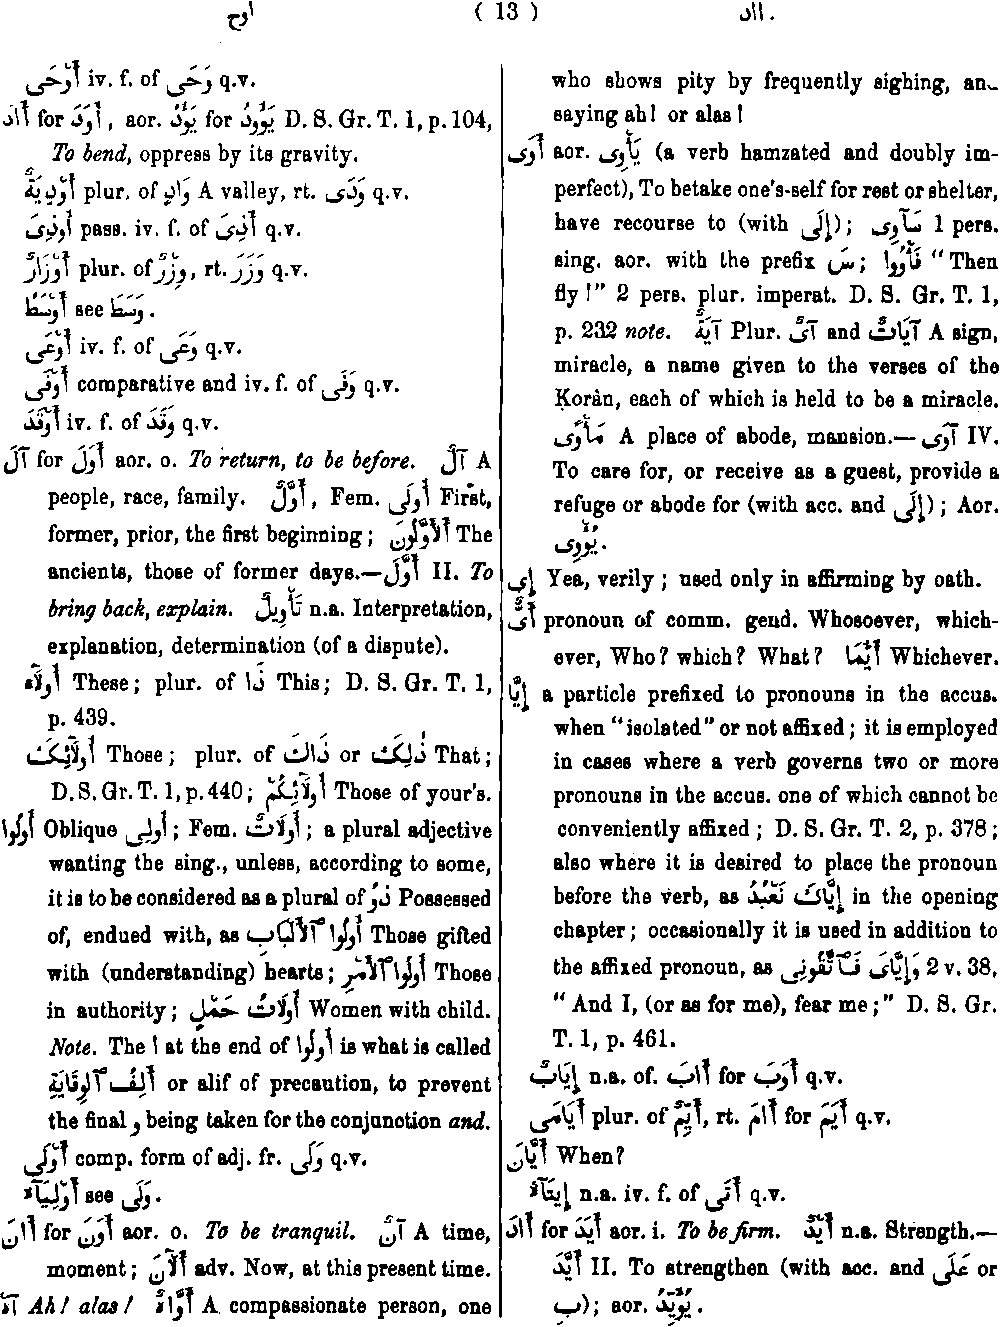 اوح ( 13 ) ااد.
أَوْحَى iv. f. of وَحَى q.v.
اادَ for أَوَدَ, aor. يَؤُدُ for يَؤْوُدُ D. S. Gr. T. 1, p. 104,
To bend, oppress by its gravity.
أَوْدِيَةٌ plur. of وَادٍ A valley, rt. وَدَى q.v.
أُوذِىَ pass. iv. f. of أَذِىَ q.v.
أَوْزَارٌ plur. of وِزْرٌ, rt. وَزَرَ q.v.
أَوْسَطُ see وَسَطَ.
أَوْعَى iv. f. of وَعَى q.v.
أَوْفَى comparative and iv. f. of وَفَى q.v.
أَوْقَدَ iv. f. of وَقَدَ q.v.
آلَ for أَوَلَ aor. o. To return, to be before. آلٌ A
people, race, family. أَوَّلٌ, Fem. أُولَى First,
former, prior, the first beginning; أَلْأَوَّلُونَ The
ancients, those of former days.—أَوَّلَ II. To
bring back, explain. تَأْوِيلٌ n.a. Interpretation,
explanation, determination (of a dispute).
أُولَآءِ These; plur. of ذَا This; D. S. Gr. T. 1,
p. 439.
أُولَآئِكَ Those; plur. of ذَاكَ or ذٰلِكَ That;
D. S. Gr. T. 1, p. 440; أُولَآئِكُمْ Those of your's.
أُولُوا Oblique أُولِى; Fem. أُولَاتٌ; a plural adjective
wanting the sing., unless, according to some,
it is to be considered as a plural of ذُو Possessed
of, endued with, as أُولُوا ٱلْأَلْبَابِ Those gifted
with (understanding) hearts; أُولُوا ٱلْأَمْرِ Those
in authority; أُولَاتُ حَمْلٍ Women with child.
Note. The ا at the end of أُولُوا is what is called
أَلِفُ ٱلْوِقَايَةِ or alif of precaution, to prevent
the final و being taken for the conjunction and.
أَوْلَى comp. form of adj. fr. وَلَى q.v.
أَوْلِيَآءُ see وَلَى.
اانَ for أَوَنَ aor. o. To be tranquil. آنٌ A time,
moment; أَلْآنَ adv. Now, at this present time.
آهَ Ah! alas! أَوَّاهٌ A compassionate person, one
who shows pity by frequently sighing, an-
saying ah! or alas!
أَوَى aor. يَأْوِى (a verb hamzated and doubly im-
perfect), To betake one's-self for rest or shelter,
have recourse to (with إِلَى); سَآوِى 1 pers.
sing. aor. with the prefix سَ; فَأْوُوا "Then
fly!" 2 pers. plur. imperat. D. S. Gr. T. 1,
p. 232 note. آيَةٌ Plur. آىٌ and آيَاتٌ A sign,
miracle, a name given to the verses of the
Ḳoràn, each of which is held to be a miracle.
مَأْوَى A place of abode, mansion.—آوَى IV.
To care for, or receive as a guest, provide a
refuge or abode for (with acc. and إِلَى); Aor.
يُؤْوِى.
إِى Yea, verily; used only in affirming by oath.
أَىٌّ pronoun of comm. gend. Whosoever, which-
ever, Who? which? What? أَيُّمَا Whichever.
إِيَّا a particle prefixed to pronouns in the accus.
when "isolated" or not affixed; it is employed
in cases where a verb governs two or more
pronouns in the accus. one of which cannot be
conveniently affixed; D. S. Gr. T. 2, p. 378;
also where it is desired to place the pronoun
before the verb, as إِيَّاكَ نَعْبُدُ in the opening
chapter; occasionally it is used in addition to
the affixed pronoun, as وَإِيَّاىَ فَٱتَّقُونِى 2 v. 38,
"And I, (or as for me), fear me;" D. S. Gr.
T. 1, p. 461.
إِيَابٌ n.a. of. اابَ for أَوَبَ q.v.
أَيَامَى plur. of أَيِّمٌ, rt. اامَ for أَيَمَ q.v.
أَيَّانَ When?
إِيتَآءٌ n.a. iv. f. of أَتَى q.v.
اادَ for أَيَدَ aor. i. To be firm. أَيْدٌ n.a. Strength.—
أَيَّدَ II. To strengthen (with acc. and عَلَى or
بِ); aor. يُؤَيِّدُ.